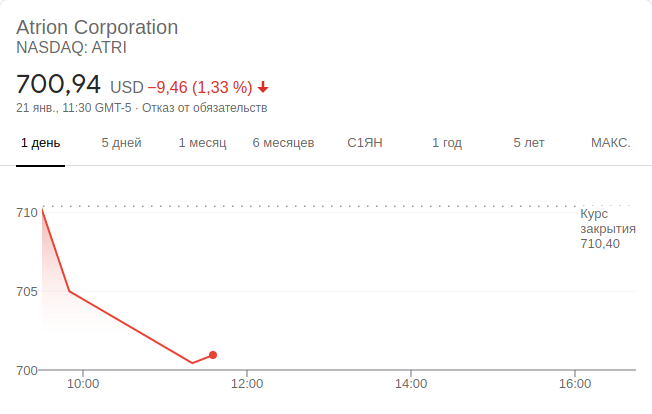 Atrion Corporation
NASDAQ: ATRI
700,94 USD −9,46 (1,33 %)
21 янв., 11:30 GMT-5 · Отказ от обязательств
1 день 5 дней 1 месяц 6 месяцев С1ЯН 1 год 5 лет МАКС.
710
Курс
закрытия
710,40
705
700
10:00 12:00 14:00 16:00